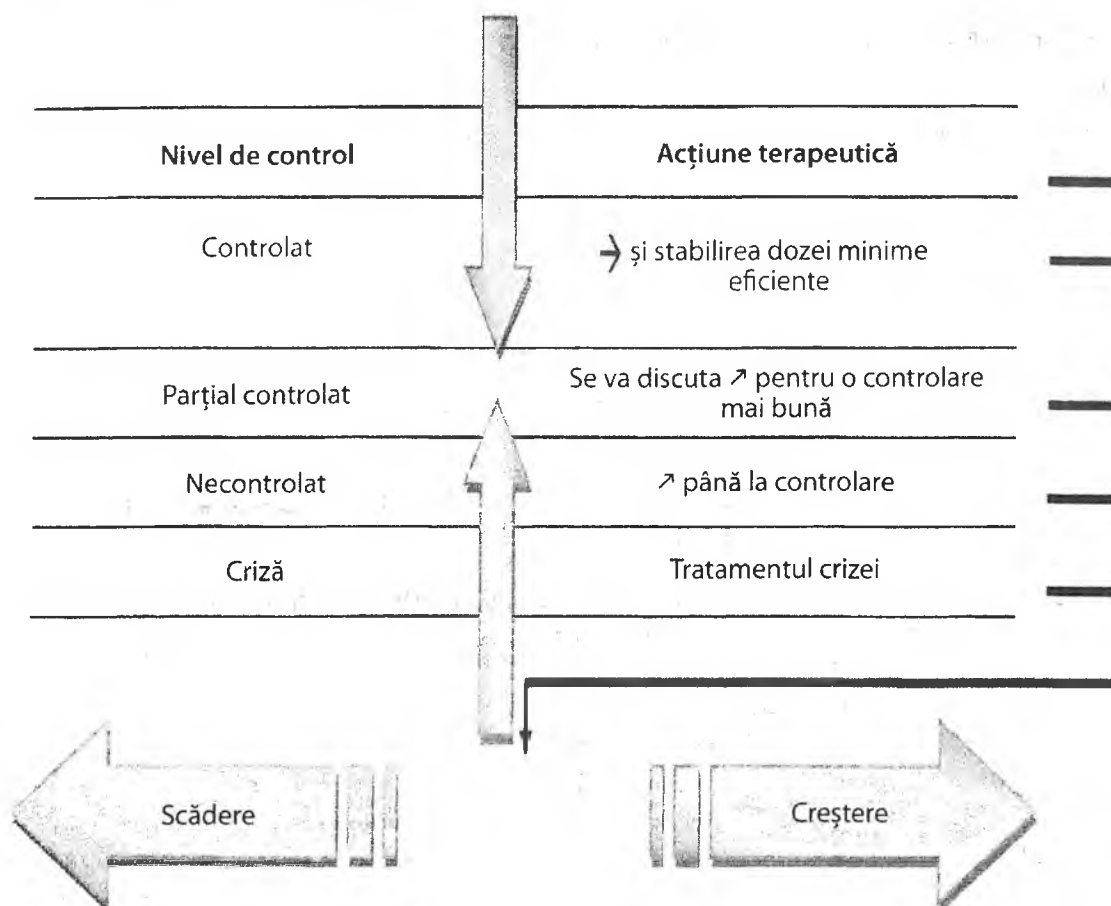 Nivel de control
Acțiune terapeutică
Controlat
→ și stabilirea dozei minime
eficiente
Parțial controlat
Se va discuta ↗ pentru o controlare
mai bună
Necontrolat
↗ până la controlare
Criză
Tratamentul crizei
Scădere
Creștere